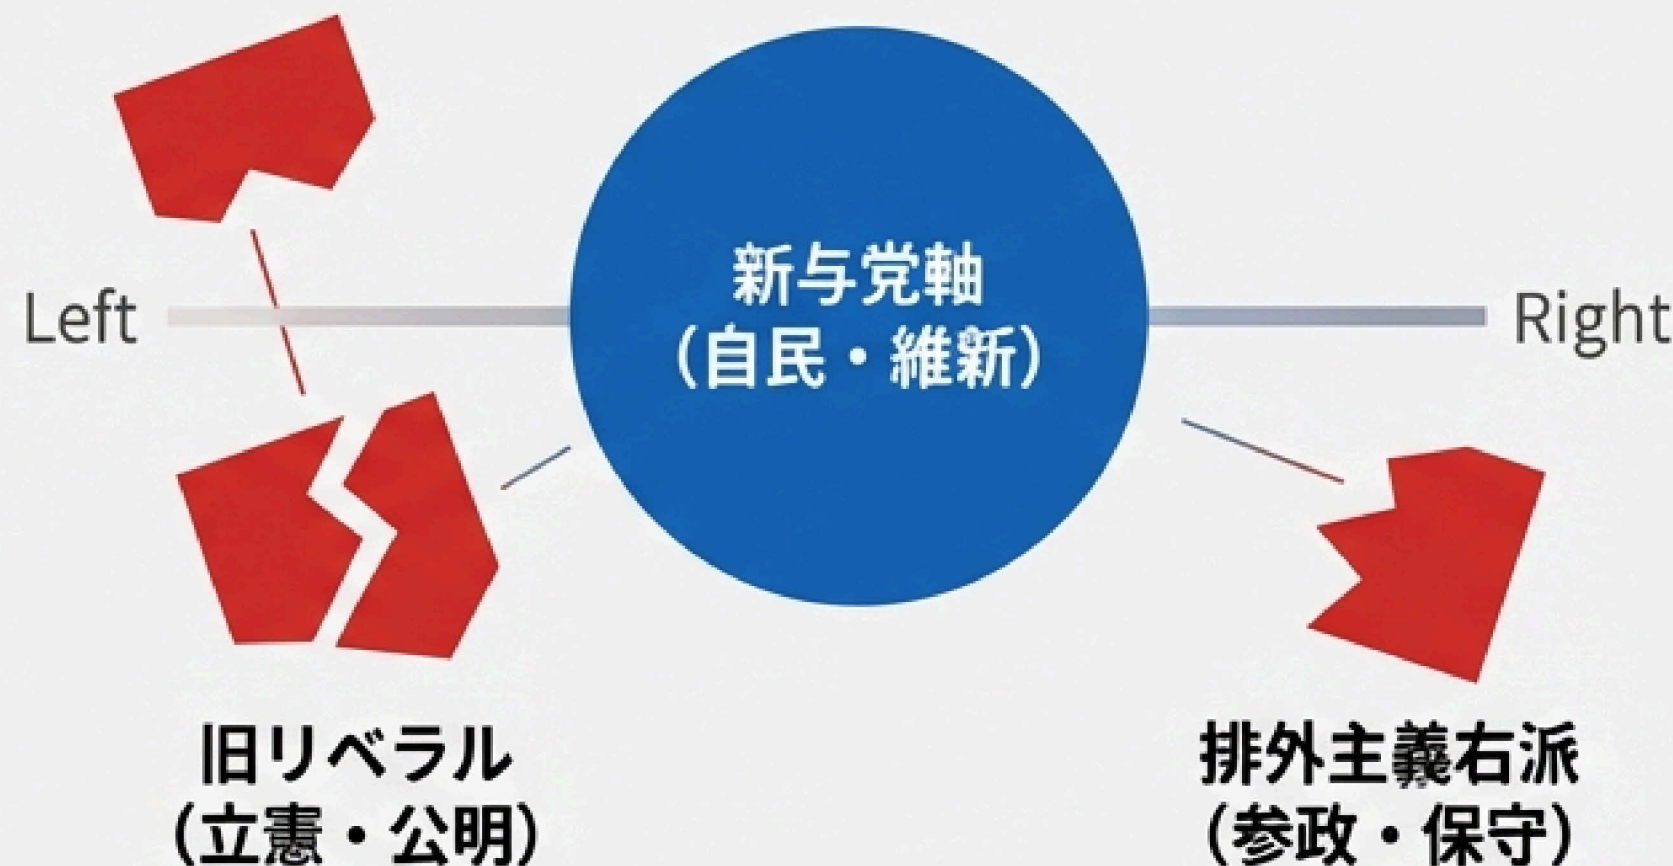 新与党軸
（自民・維新）
Left
Right
旧リベラル
（立憲・公明）
排外主義右派
（参政・保守）